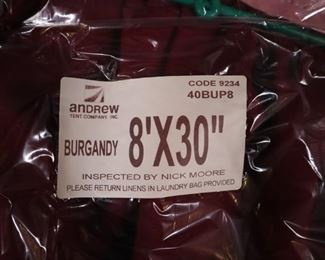 CODE 9234
40BUP8
andrew
TENT COMPANY, INC
BURGANDY 8'X30"
INSPECTED BY NICK MOORE
PLEASE RETURN LINENS IN LAUNDRY BAG PROVIDED